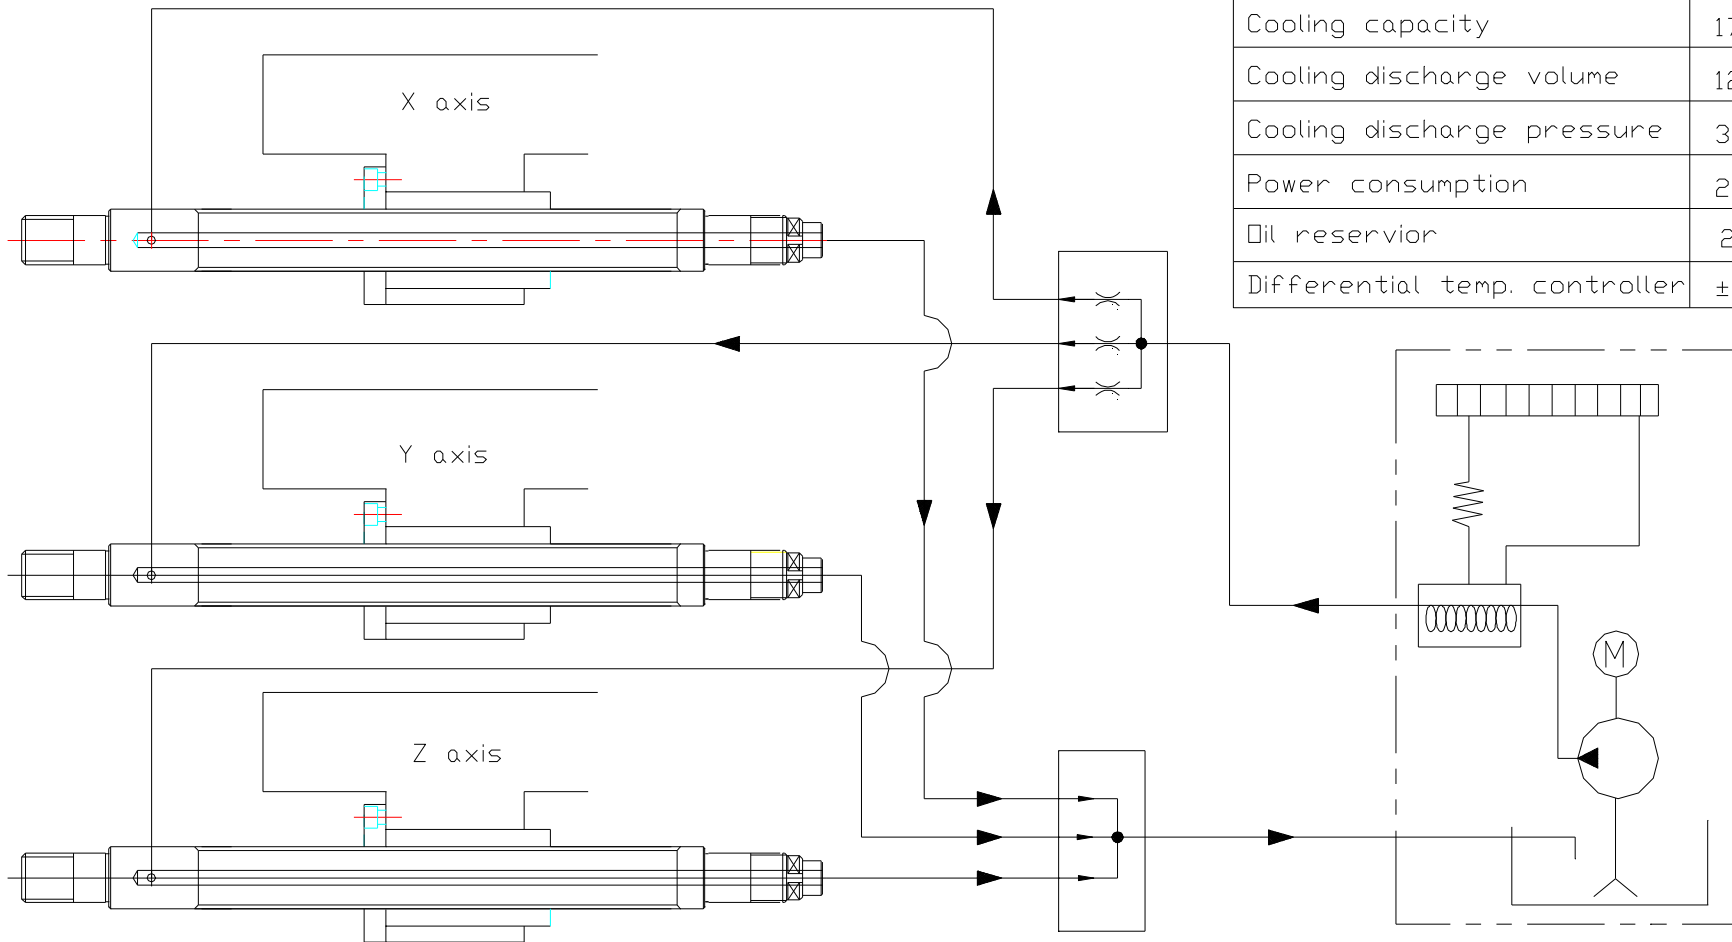 Cooling capacity
Cooling discharge volume
Cooling discharge pressure
Power consumption
Oil reservior
Differential temp. controller ±
X axis
Y axis
Z axis
M